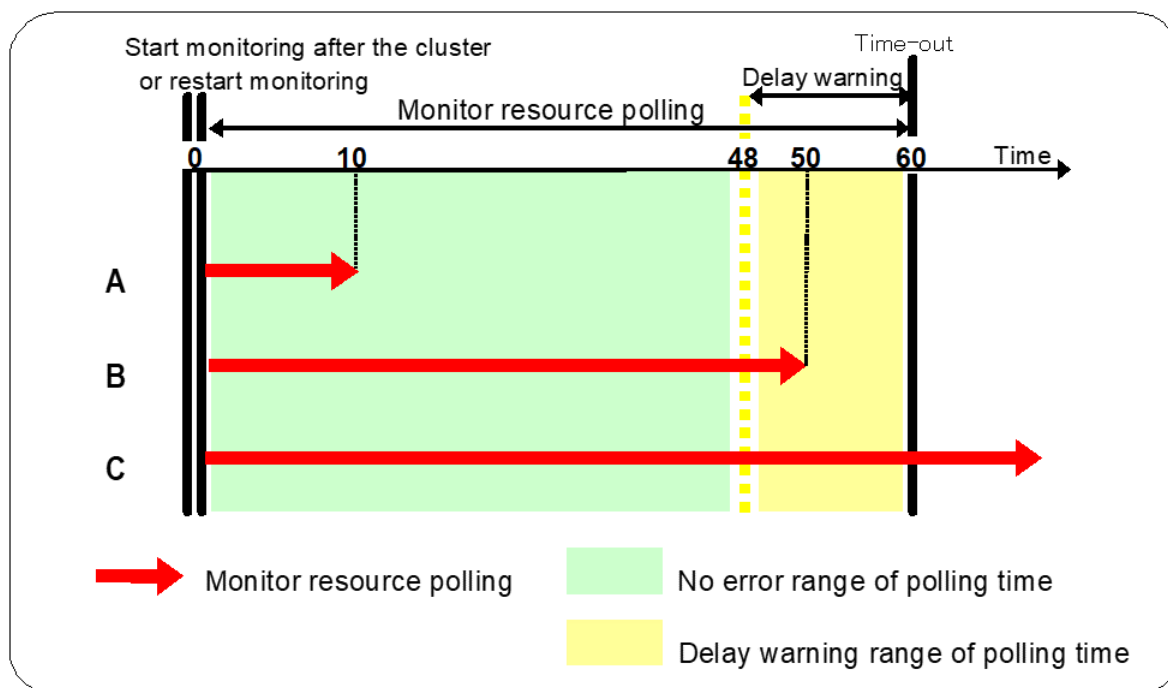 Start monitoring after the cluster
or restart monitoring
Time-out
Delay warning
Monitor resource polling
0 10 48 50 60 Time
A
B
C
Monitor resource polling
No error range of polling time
Delay warning range of polling time